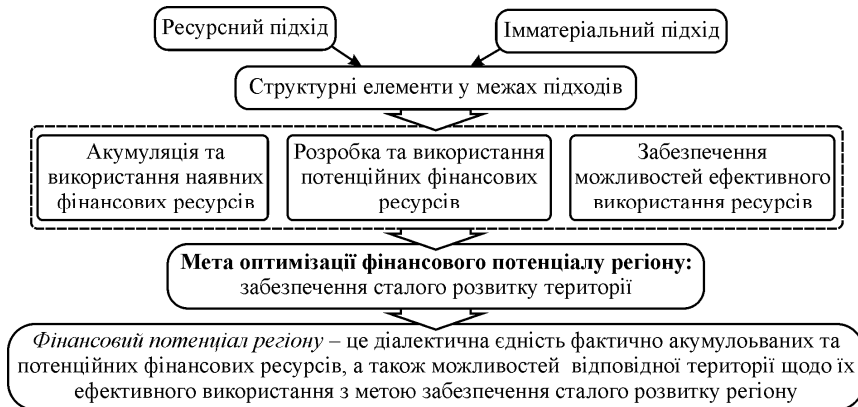 Ресурсний підхід
Імматеріальний підхід
Структурні елементи у межах підходів
Акумуляція та
використання наявних
фінансових ресурсів
Розробка та використання
потенційних фінансових
ресурсів
Забезпечення
можливостей ефективного
використання ресурсів
Мета оптимізації фінансового потенціалу регіону:
забезпечення сталого розвитку території
Фінансовий потенціал регіону – це діалектична єдність фактично акумульованих та
потенційних фінансових ресурсів, а також можливостей відповідної території щодо їх
ефективного використання з метою забезпечення сталого розвитку регіону